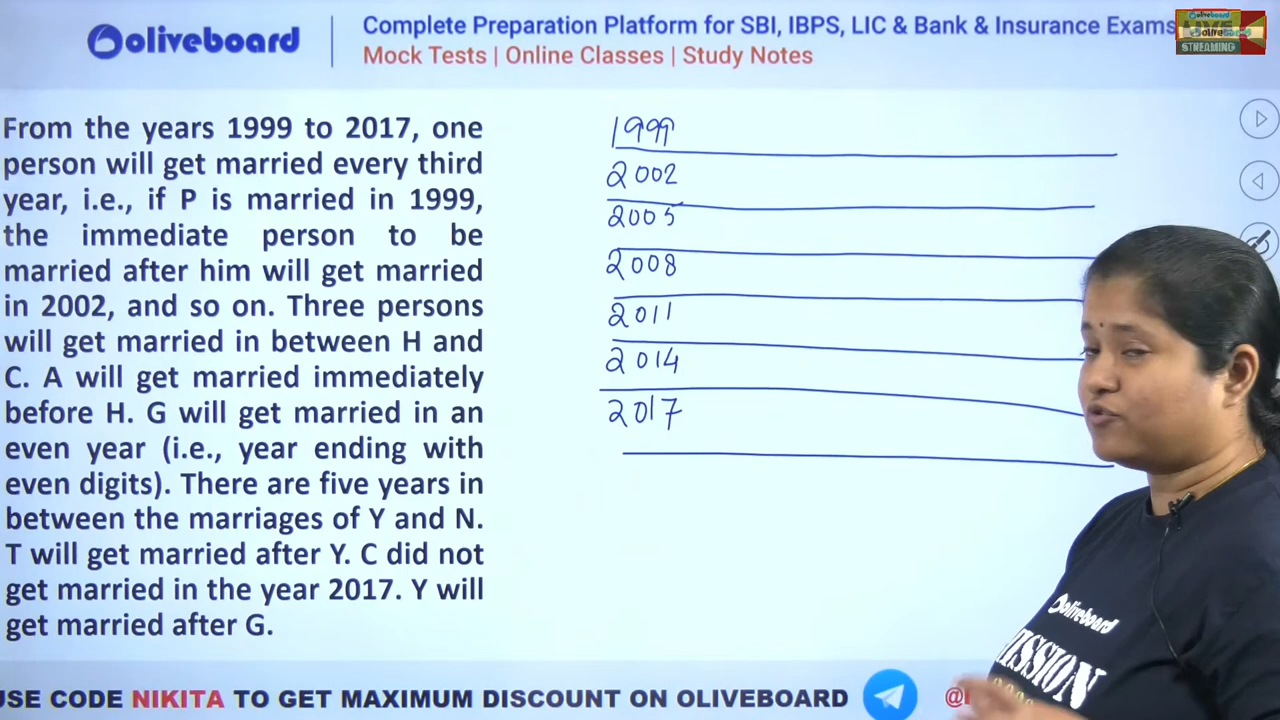 oliveboard
Complete Preparation Platform for SBI, IBPS, LIC & Bank & Insurance Exams
Mock Tests | Online Classes | Study Notes
oliveboard
STREAMING
From the years 1999 to 2017, one
person will get married every third
year, i.e., if P is married in 1999,
the immediate person to be
married after him will get married
in 2002, and so on. Three persons
will get married in between H and
C. A will get married immediately
before H. G will get married in an
even year (i.e., year ending with
even digits). There are five years in
between the marriages of Y and N.
T will get married after Y. C did not
get married in the year 2017. Y will
get married after G.
1999
2002
2005
2008
2011
2014
2017
oliveboard
MISSION
USE CODE NIKITA TO GET MAXIMUM DISCOUNT ON OLIVEBOARD